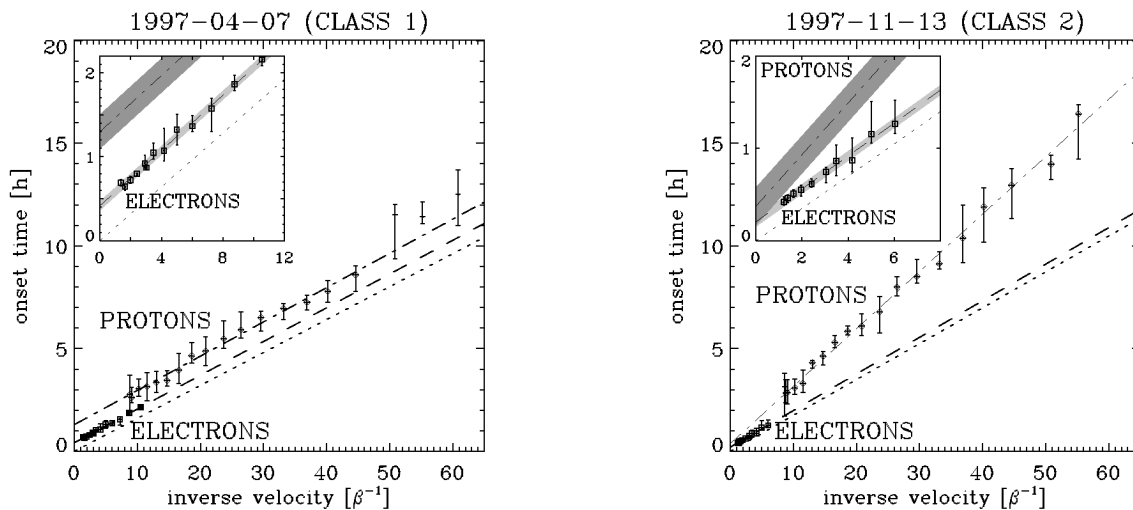 1997-04-07 (CLASS 1)
20
15
10
5
0
onset time [h]
2
1
0
0 4 8 12
ELECTRONS
PROTONS
ELECTRONS
0 10 20 30 40 50 60
inverse velocity [β⁻¹]
1997-11-13 (CLASS 2)
20
15
10
5
0
onset time [h]
2
1
0
0 2 4 6 8
PROTONS
ELECTRONS
PROTONS
ELECTRONS
0 10 20 30 40 50 60
inverse velocity [β⁻¹]